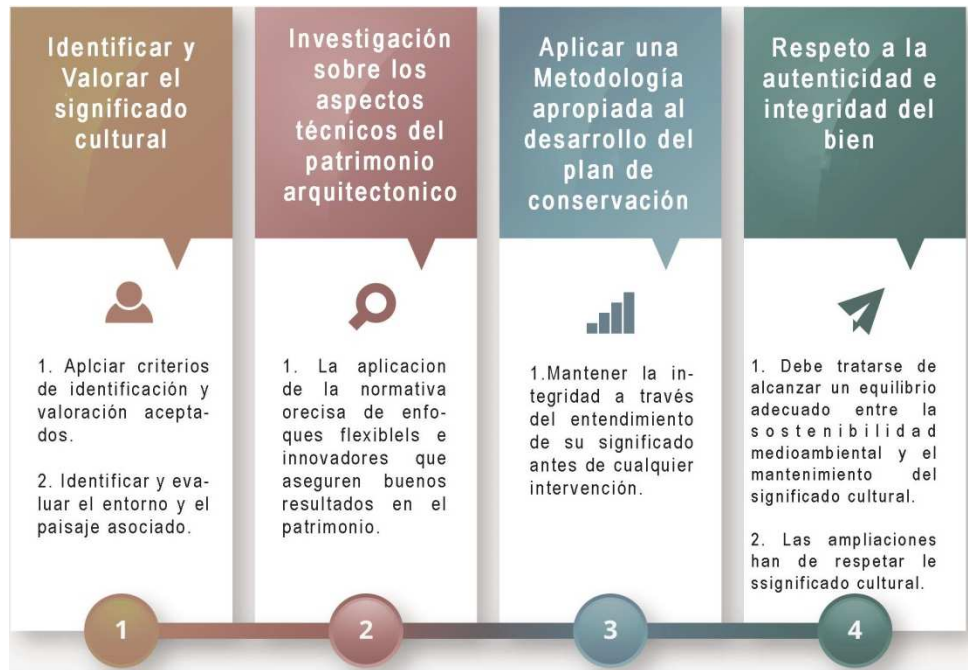 Identificar y
Valorar el
significado
cultural
1. Aplciar criterios
de identificación y
valoración acepta-
dos.
2. Identificar y eva-
luar el entorno y el
paisaje asociado.
1
Investigación
sobre los
aspectos
técnicos del
patrimonio
arquitectonico
1. La aplicacion
de la normativa
orecisa de enfo-
ques flexiblels e
innovadores que
aseguren buenos
resultados en el
patrimonio.
2
Aplicar una
Metodología
apropiada al
desarrollo del
plan de
conservación
1.Mantener la in-
tegridad a través
del entendimiento
de su significado
antes de cualquier
intervención.
3
Respeto a la
autenticidad e
integridad del
bien
1. Debe tratarse de
alcanzar un equilibrio
adecuado entre la
sostenibilidad
medioambiental y el
mantenimiento del
significado cultural.
2. Las ampliaciones
han de respetar le
ssignificado cultural.
4